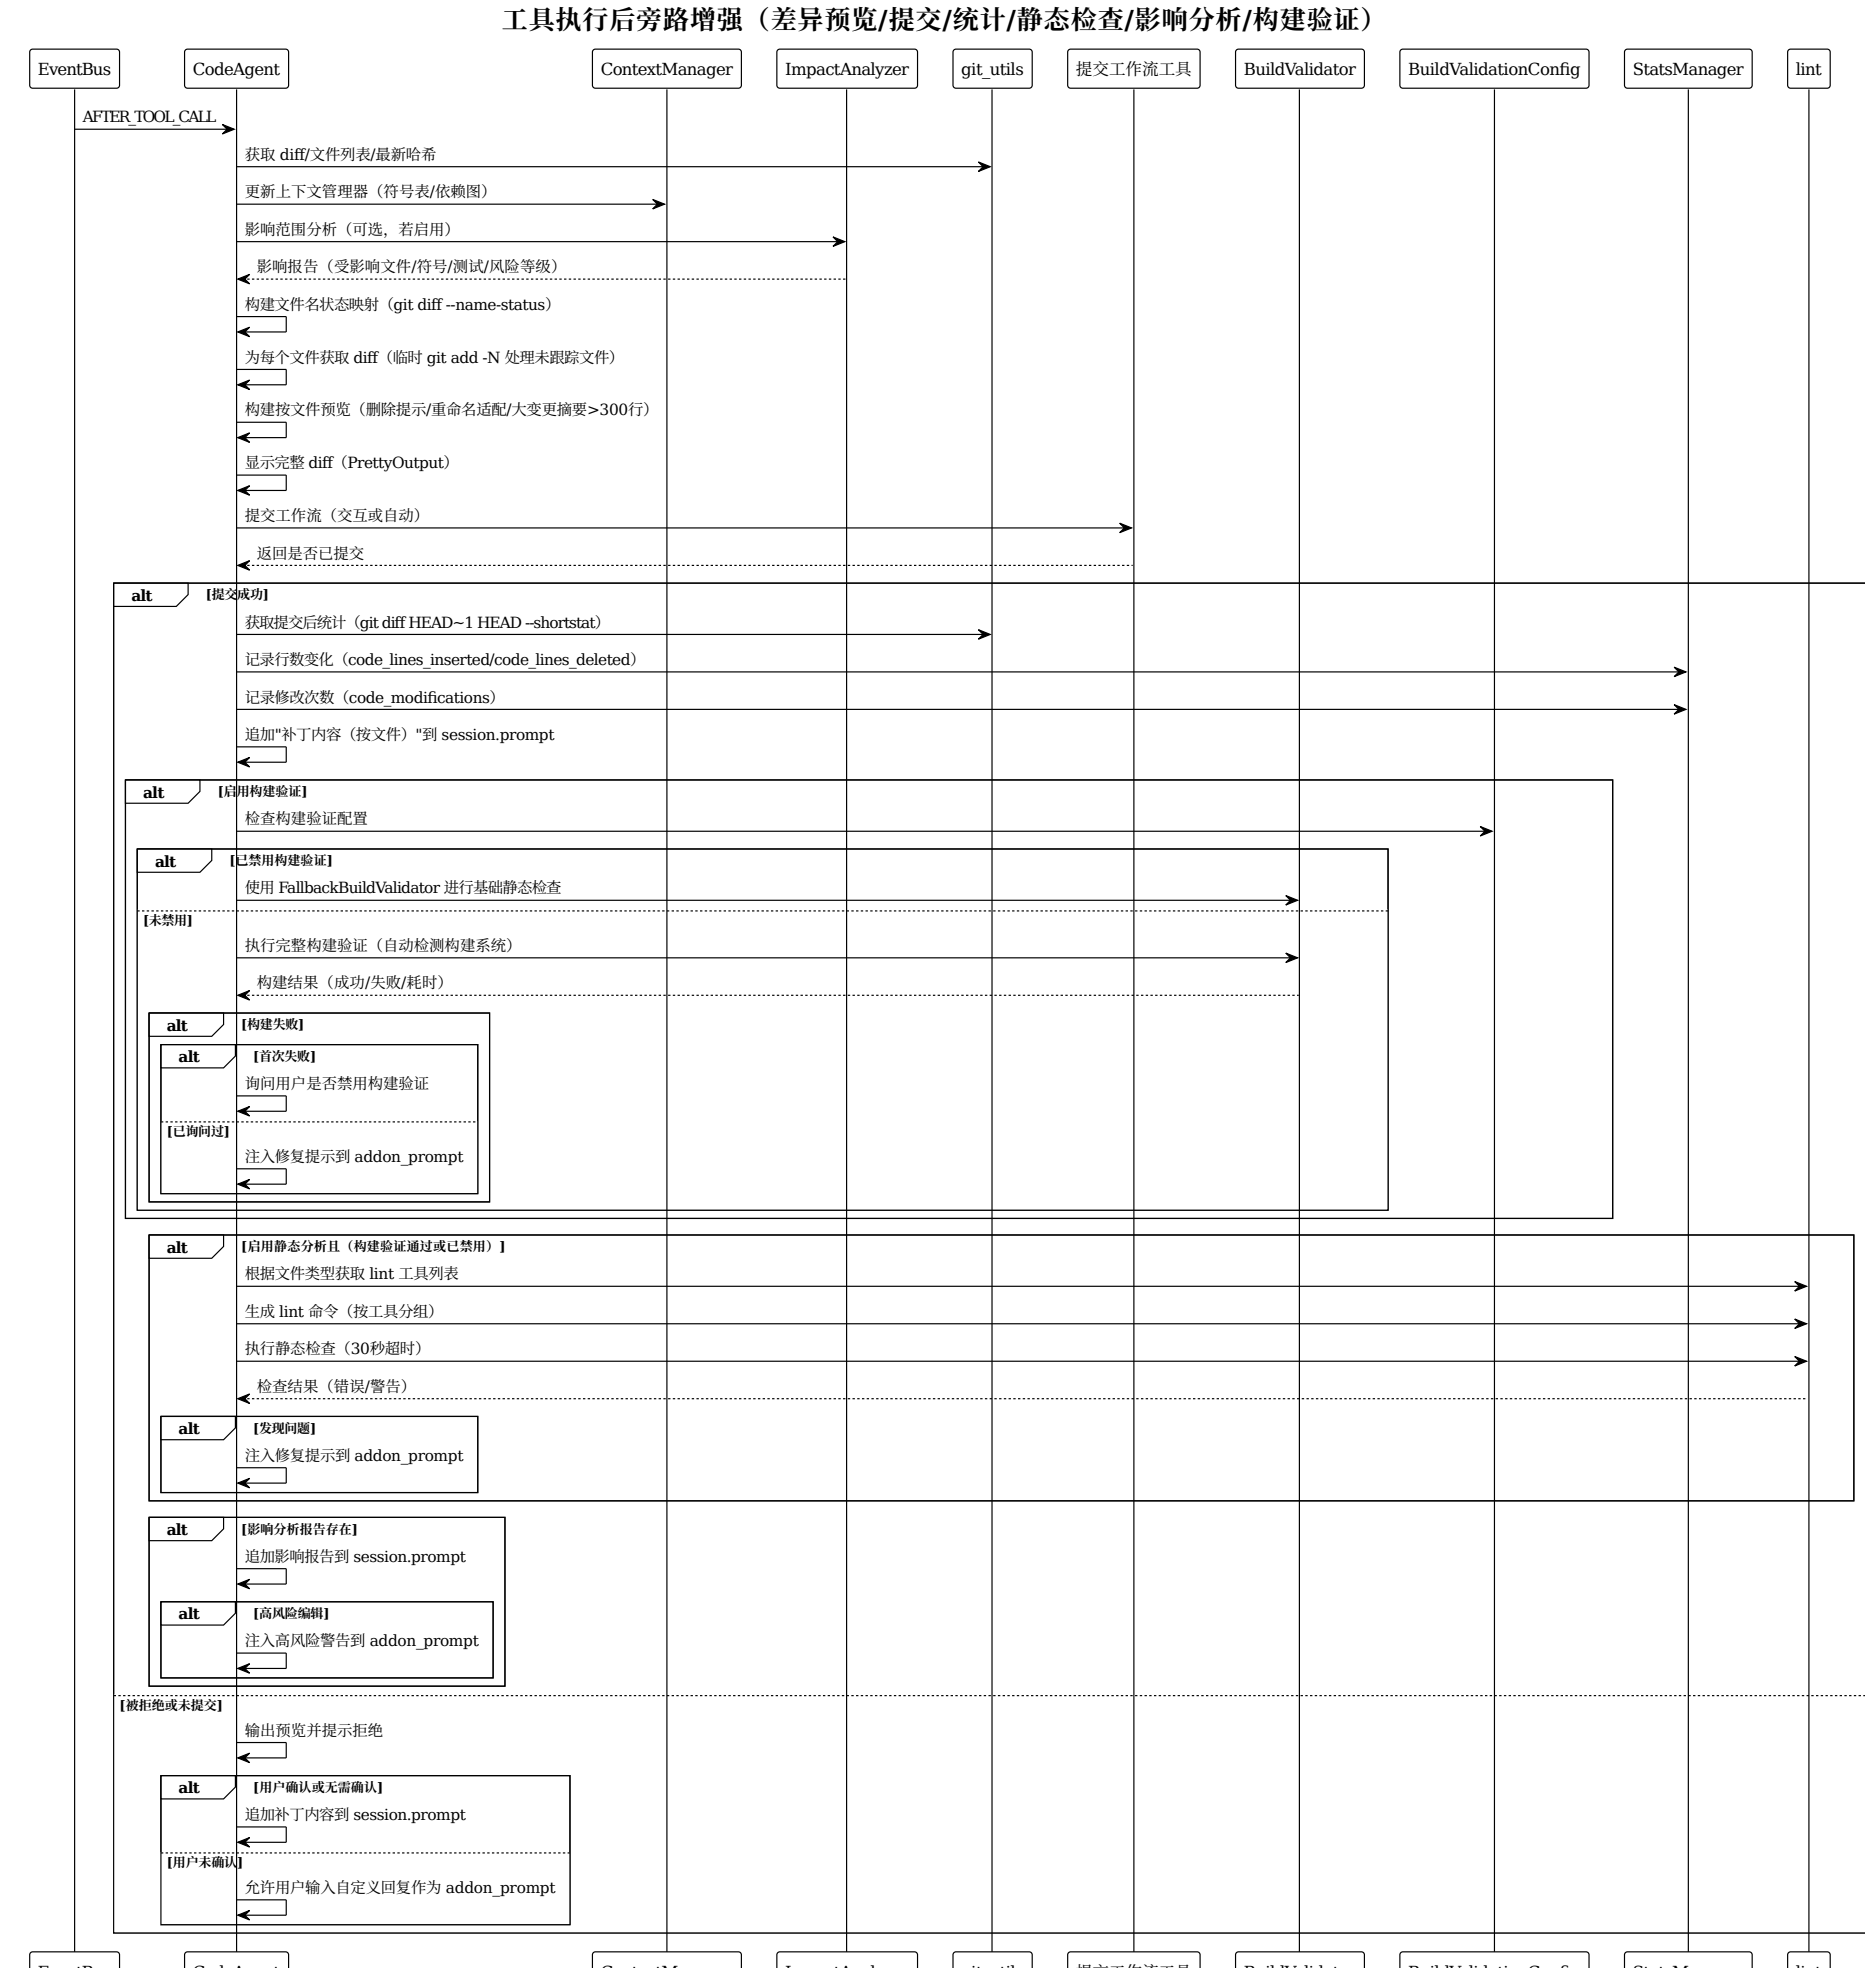 工具执行后旁路增强（差异预览/提交/统计/静态检查/影响分析/构建验证）
EventBus
CodeAgent
ContextManager
ImpactAnalyzer
git_utils
提交工作流工具
BuildValidator
BuildValidationConfig
StatsManager
lint
AFTER_TOOL_CALL
获取 diff/文件列表/最新哈希
更新上下文管理器（符号表/依赖图）
影响范围分析（可选，若启用）
影响报告（受影响文件/符号/测试/风险等级）
构建文件名状态映射（git diff --name-status）
为每个文件获取 diff（临时 git add -N 处理未跟踪文件）
构建按文件预览（删除提示/重命名适配/大变更摘要>300行）
显示完整 diff（PrettyOutput）
提交工作流（交互或自动）
返回是否已提交
alt [提交成功]
获取提交后统计（git diff HEAD~1 HEAD --shortstat）
记录行数变化（code_lines_inserted/code_lines_deleted）
记录修改次数（code_modifications）
追加"补丁内容（按文件）"到 session.prompt
alt [启用构建验证]
检查构建验证配置
alt [已禁用构建验证]
使用 FallbackBuildValidator 进行基础静态检查
[未禁用]
执行完整构建验证（自动检测构建系统）
构建结果（成功/失败/耗时）
alt [构建失败]
alt [首次失败]
询问用户是否禁用构建验证
[已询问过]
注入修复提示到 addon_prompt
alt [启用静态分析且（构建验证通过或已禁用）]
根据文件类型获取 lint 工具列表
生成 lint 命令（按工具分组）
执行静态检查（30秒超时）
检查结果（错误/警告）
alt [发现问题]
注入修复提示到 addon_prompt
alt [影响分析报告存在]
追加影响报告到 session.prompt
alt [高风险编辑]
注入高风险警告到 addon_prompt
[被拒绝或未提交]
输出预览并提示拒绝
alt [用户确认或无需确认]
追加补丁内容到 session.prompt
[用户未确认]
允许用户输入自定义回复作为 addon_prompt